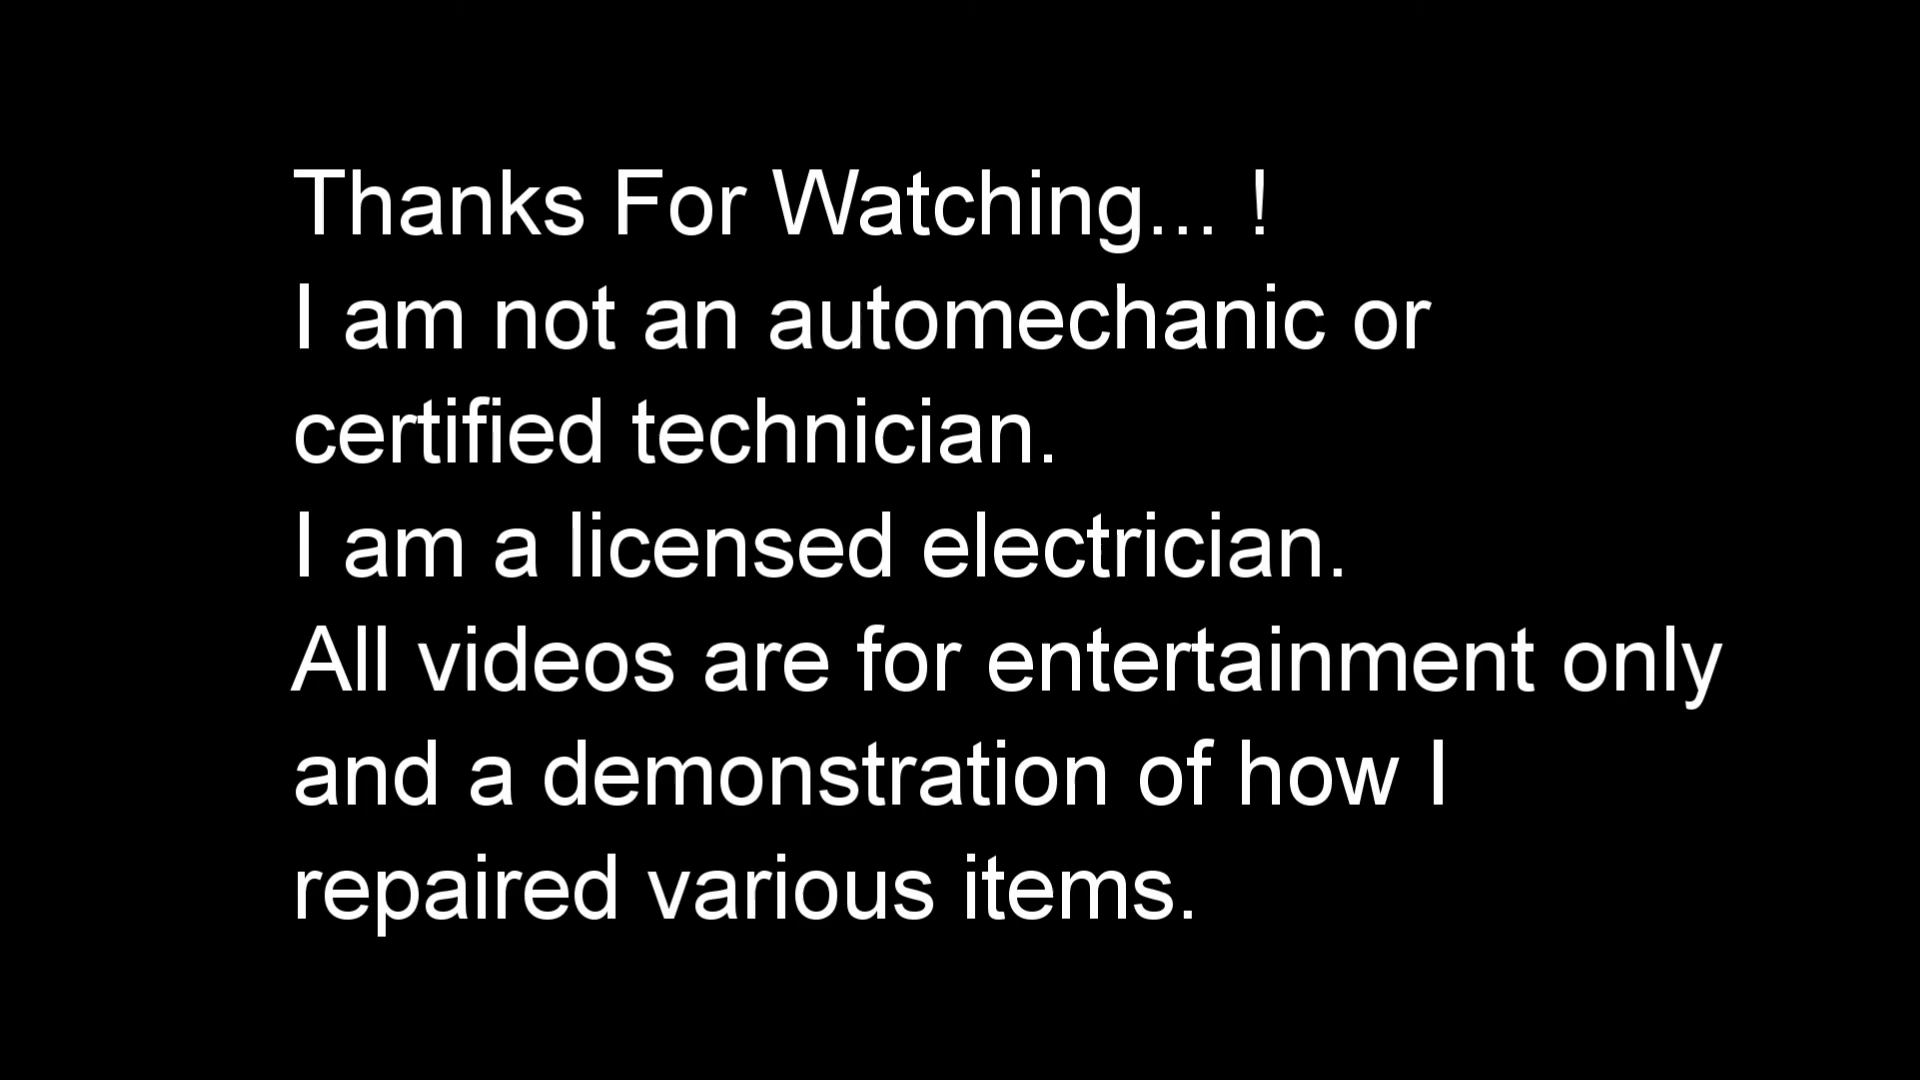 Thanks For Watching... !
I am not an automechanic or
certified technician.
I am a licensed electrician.
All videos are for entertainment only
and a demonstration of how I
repaired various items.